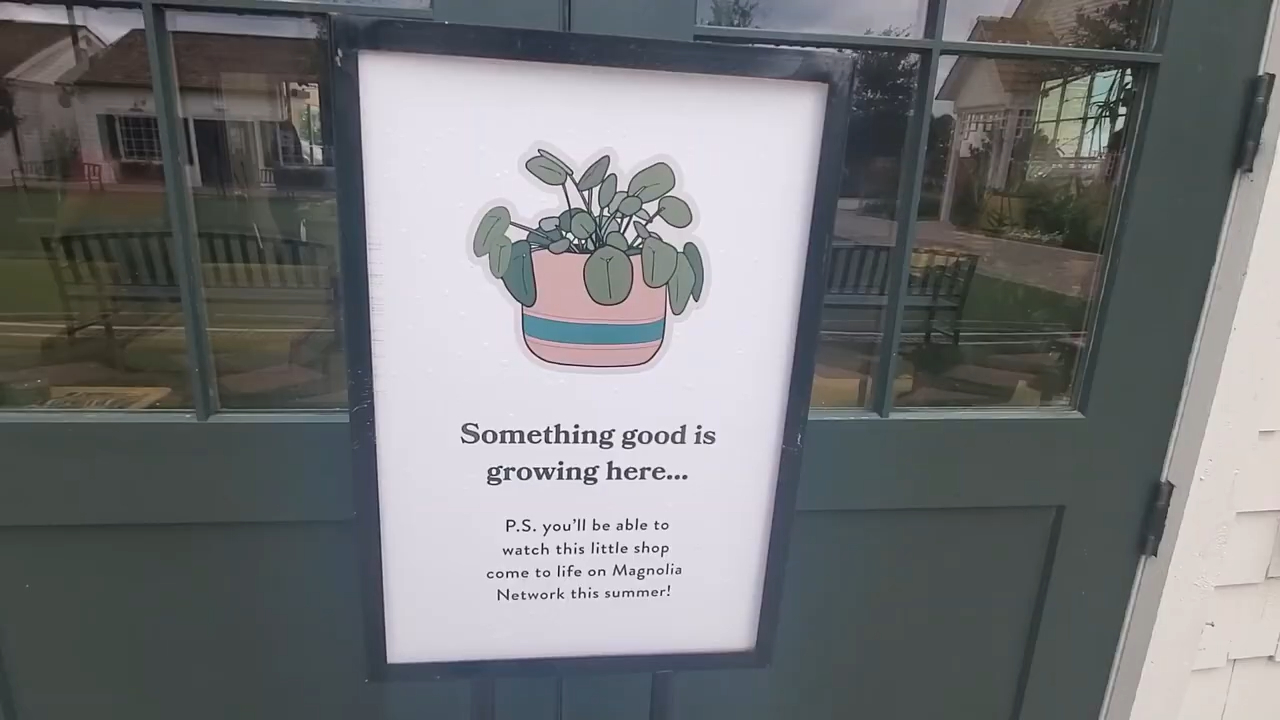 Something good is
growing here...
P.S. you'll be able to
watch this little shop
come to life on Magnolia
Network this summer!